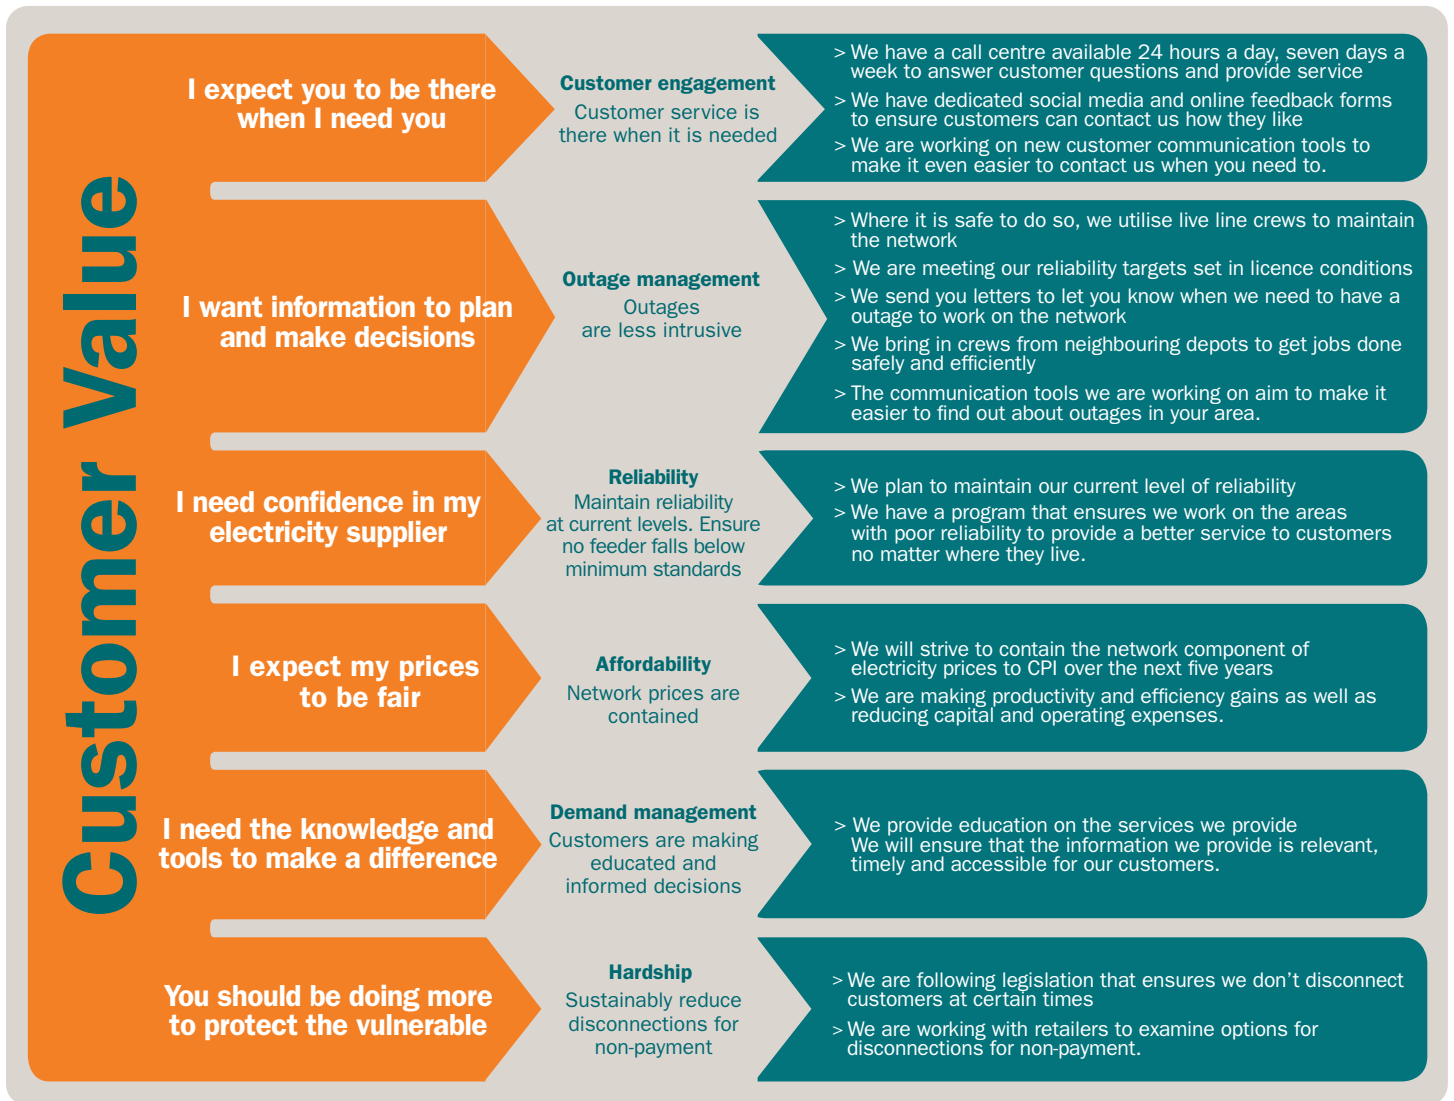 Customer Value
I expect you to be there
when I need you
Customer engagement
Customer service is
there when it is needed
> We have a call centre available 24 hours a day, seven days a
week to answer customer questions and provide service
> We have dedicated social media and online feedback forms
to ensure customers can contact us how they like
> We are working on new customer communication tools to
make it even easier to contact us when you need to.
I want information to plan
and make decisions
Outage management
Outages
are less intrusive
> Where it is safe to do so, we utilise live line crews to maintain
the network
> We are meeting our reliability targets set in licence conditions
> We send you letters to let you know when we need to have a
outage to work on the network
> We bring in crews from neighbouring depots to get jobs done
safely and efficiently
> The communication tools we are working on aim to make it
easier to find out about outages in your area.
I need confidence in my
electricity supplier
Reliability
Maintain reliability
at current levels. Ensure
no feeder falls below
minimum standards
> We plan to maintain our current level of reliability
> We have a program that ensures we work on the areas
with poor reliability to provide a better service to customers
no matter where they live.
I expect my prices
to be fair
Affordability
Network prices are
contained
> We will strive to contain the network component of
electricity prices to CPI over the next five years
> We are making productivity and efficiency gains as well as
reducing capital and operating expenses.
I need the knowledge and
tools to make a difference
Demand management
Customers are making
educated and
informed decisions
> We provide education on the services we provide
We will ensure that the information we provide is relevant,
timely and accessible for our customers.
You should be doing more
to protect the vulnerable
Hardship
Sustainably reduce
disconnections for
non-payment
> We are following legislation that ensures we don't disconnect
customers at certain times
> We are working with retailers to examine options for
disconnections for non-payment.